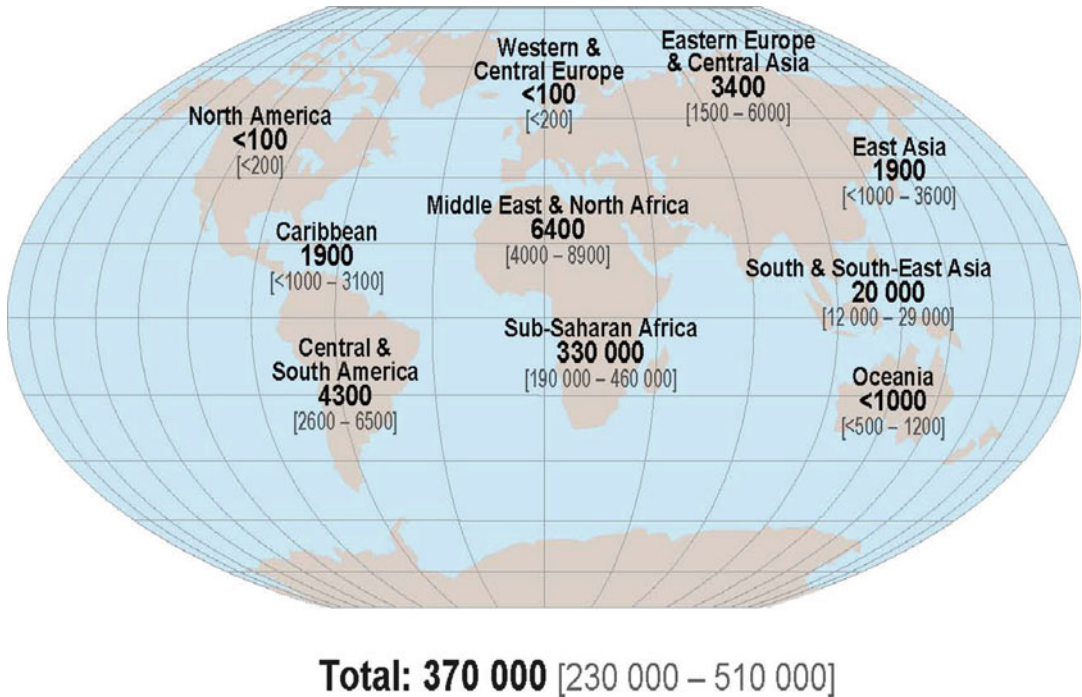 Western &
Central Europe
<100
[<200]
Eastern Europe
& Central Asia
3400
[1500 – 6000]
North America
<100
[<200]
East Asia
1900
[<1000 – 3600]
Middle East & North Africa
6400
[4000 – 8900]
Caribbean
1900
[<1000 – 3100]
South & South-East Asia
20 000
[12 000 – 29 000]
Sub-Saharan Africa
330 000
[190 000 – 460 000]
Central &
South America
4300
[2600 – 6500]
Oceania
<1000
[<500 – 1200]
Total: 370 000 [230 000 – 510 000]